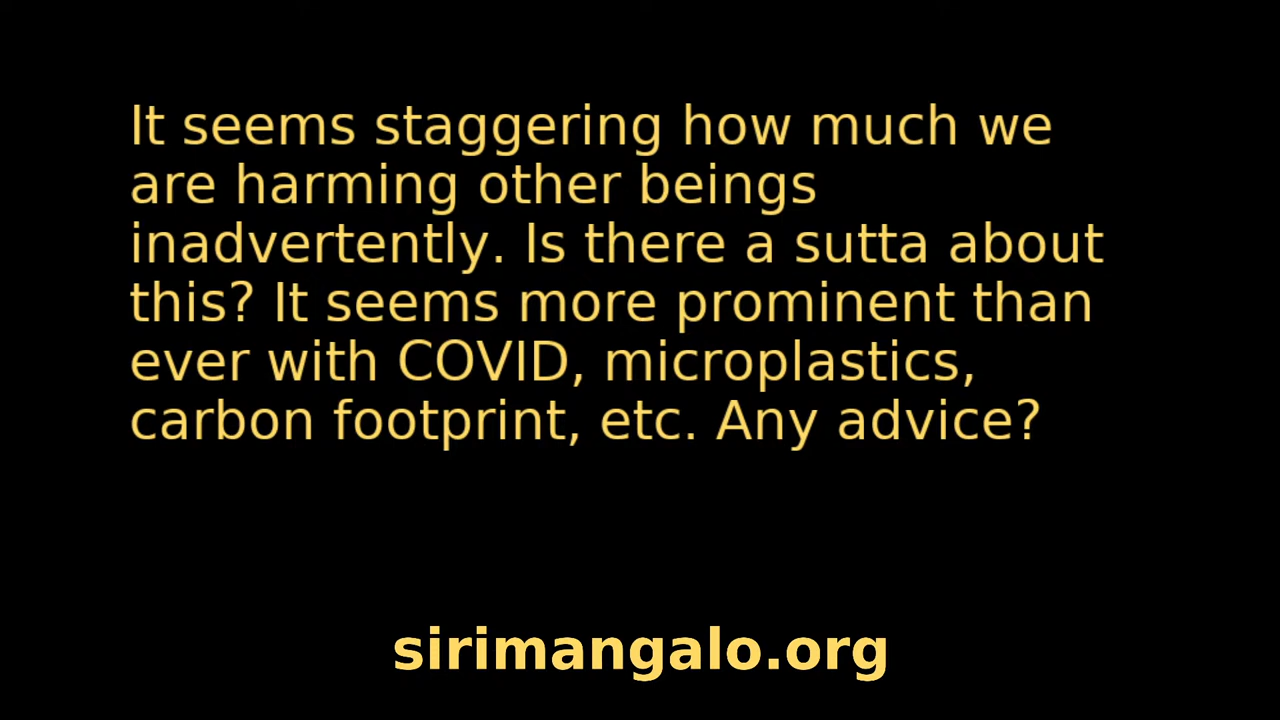 It seems staggering how much we
are harming other beings
inadvertently. Is there a sutta about
this? It seems more prominent than
ever with COVID, microplastics,
carbon footprint, etc. Any advice?
sirimangalo.org